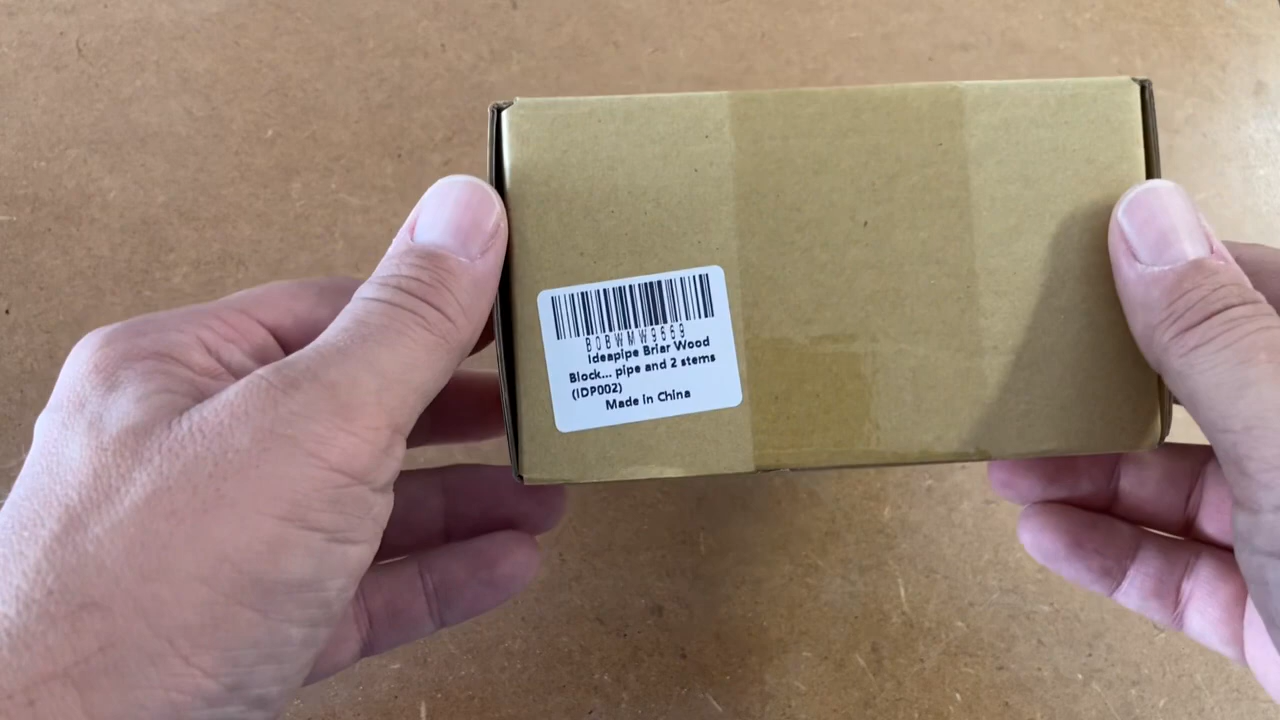 B0BWMW9669
Ideapipe Briar Wood
Block... pipe and 2 stems
(IDP002)
Made in China